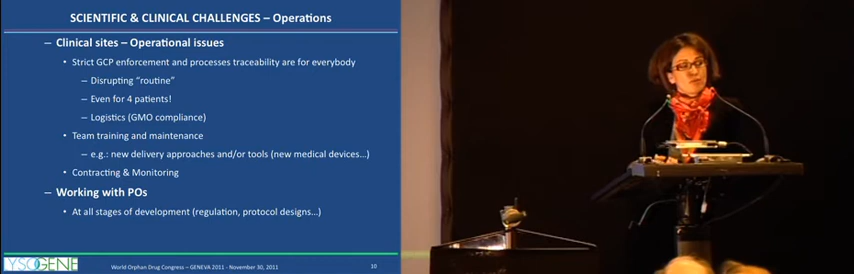 SCIENTIFIC & CLINICAL CHALLENGES – Operations
– Clinical sites – Operational issues
• Strict GCP enforcement and processes traceability are for everybody
– Disrupting "routine"
– Even for 4 patients!
– Logistics (GMO compliance)
• Team training and maintenance
– e.g.: new delivery approaches and/or tools (new medical devices...)
• Contracting & Monitoring
– Working with POs
• At all stages of development (regulation, protocol designs...)
YSOGENE
World Orphan Drug Congress – GENEVA 2011 - November 30, 2011
10